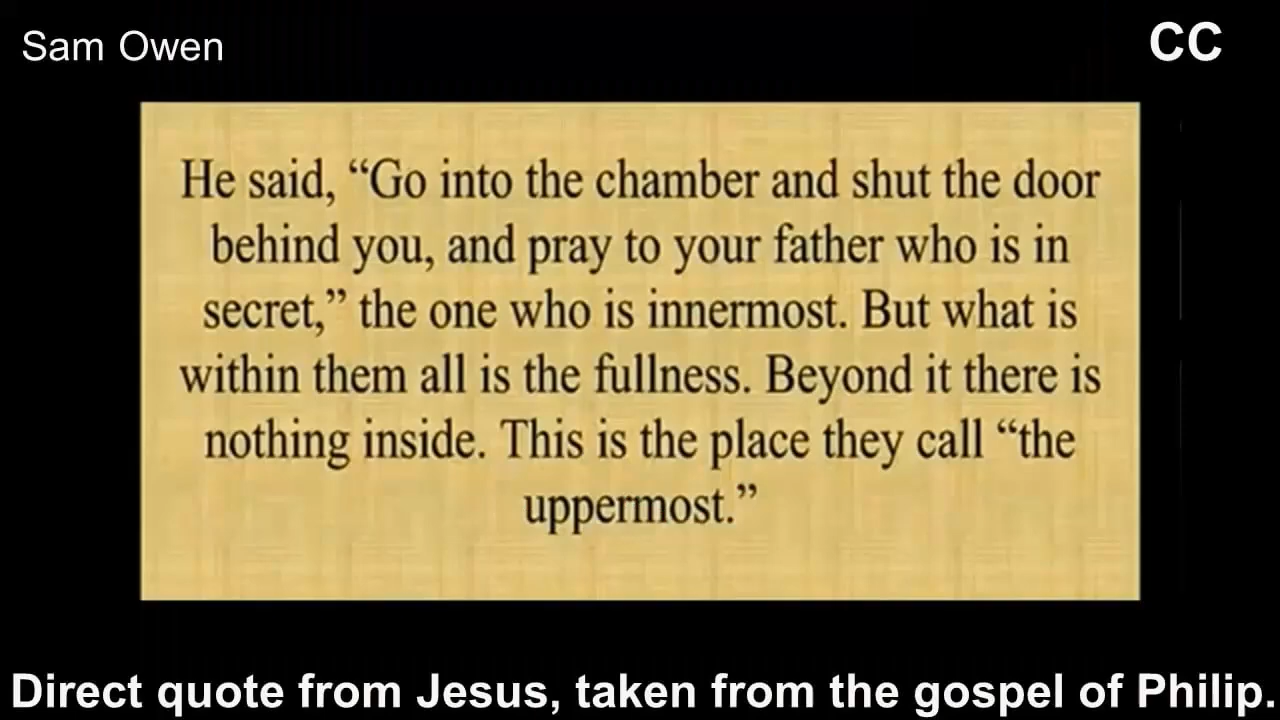 Sam Owen
CC
He said, “Go into the chamber and shut the door
behind you, and pray to your father who is in
secret,” the one who is innermost. But what is
within them all is the fullness. Beyond it there is
nothing inside. This is the place they call “the
uppermost.”
Direct quote from Jesus, taken from the gospel of Philip.